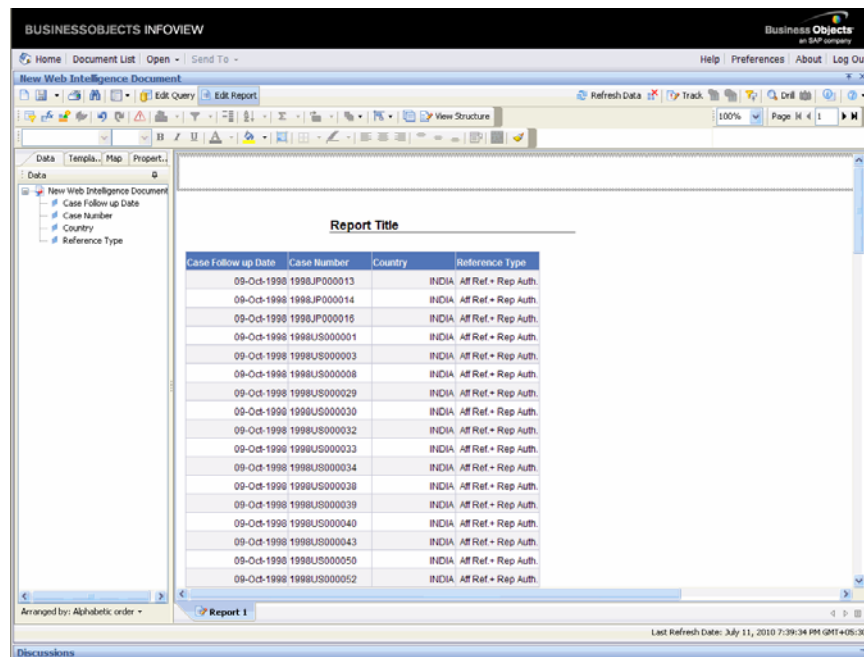 BUSINESSOBJECTS INFOVIEW
Business Objects
an SAP company
Home Document List Open Send To
Help Preferences About Log Ou
New Web Intelligence Document
Edit Query Edit Report
Refresh Data Track Drill
View Structure
100% Page 1
Data Templa.. Map Propert..
Data
New Web Intelligence Document
Case Follow up Date
Case Number
Country
Reference Type
Report Title
Case Follow up Date Case Number Country Reference Type
09-Oct-1998 1998JP000013 INDIA Aff Ref.+ Rep Auth.
09-Oct-1998 1998JP000014 INDIA Aff Ref.+ Rep Auth.
09-Oct-1998 1998JP000016 INDIA Aff Ref.+ Rep Auth.
09-Oct-1998 1998US000001 INDIA Aff Ref.+ Rep Auth.
09-Oct-1998 1998US000003 INDIA Aff Ref.+ Rep Auth.
09-Oct-1998 1998US000008 INDIA Aff Ref.+ Rep Auth.
09-Oct-1998 1998US000029 INDIA Aff Ref.+ Rep Auth.
09-Oct-1998 1998US000030 INDIA Aff Ref.+ Rep Auth.
09-Oct-1998 1998US000032 INDIA Aff Ref.+ Rep Auth.
09-Oct-1998 1998US000033 INDIA Aff Ref.+ Rep Auth.
09-Oct-1998 1998US000034 INDIA Aff Ref.+ Rep Auth.
09-Oct-1998 1998US000038 INDIA Aff Ref.+ Rep Auth.
09-Oct-1998 1998US000039 INDIA Aff Ref.+ Rep Auth.
09-Oct-1998 1998US000040 INDIA Aff Ref.+ Rep Auth.
09-Oct-1998 1998US000043 INDIA Aff Ref.+ Rep Auth.
09-Oct-1998 1998US000050 INDIA Aff Ref.+ Rep Auth.
09-Oct-1998 1998US000052 INDIA Aff Ref.+ Rep Auth.
Arranged by: Alphabetic order
Report 1
Last Refresh Date: July 11, 2010 7:39:34 PM GMT+05:30
Discussions